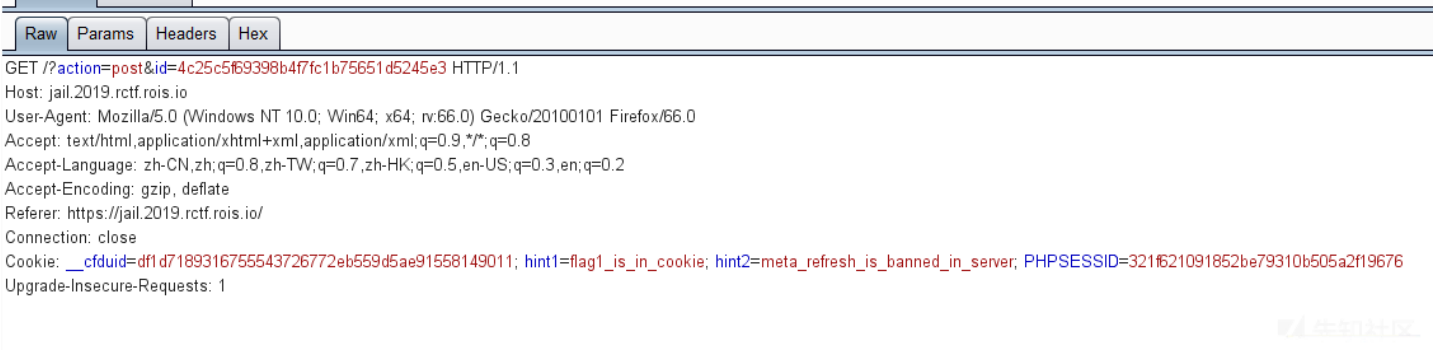 Raw Params Headers Hex
GET /?action=post&id=4c25c5f69398b4f7fc1b75651d5245e3 HTTP/1.1
Host: jail.2019.rctf.rois.io
User-Agent: Mozilla/5.0 (Windows NT 10.0; Win64; x64; rv:66.0) Gecko/20100101 Firefox/66.0
Accept: text/html,application/xhtml+xml,application/xml;q=0.9,*/*;q=0.8
Accept-Language: zh-CN,zh;q=0.8,zh-TW;q=0.7,zh-HK;q=0.5,en-US;q=0.3,en;q=0.2
Accept-Encoding: gzip, deflate
Referer: https://jail.2019.rctf.rois.io/
Connection: close
Cookie: __cfduid=df1d7189316755543726772eb559d5ae91558149011; hint1=flag1_is_in_cookie; hint2=meta_refresh_is_banned_in_server; PHPSESSID=321f621091852be79310b505a2f19676
Upgrade-Insecure-Requests: 1
先知社区